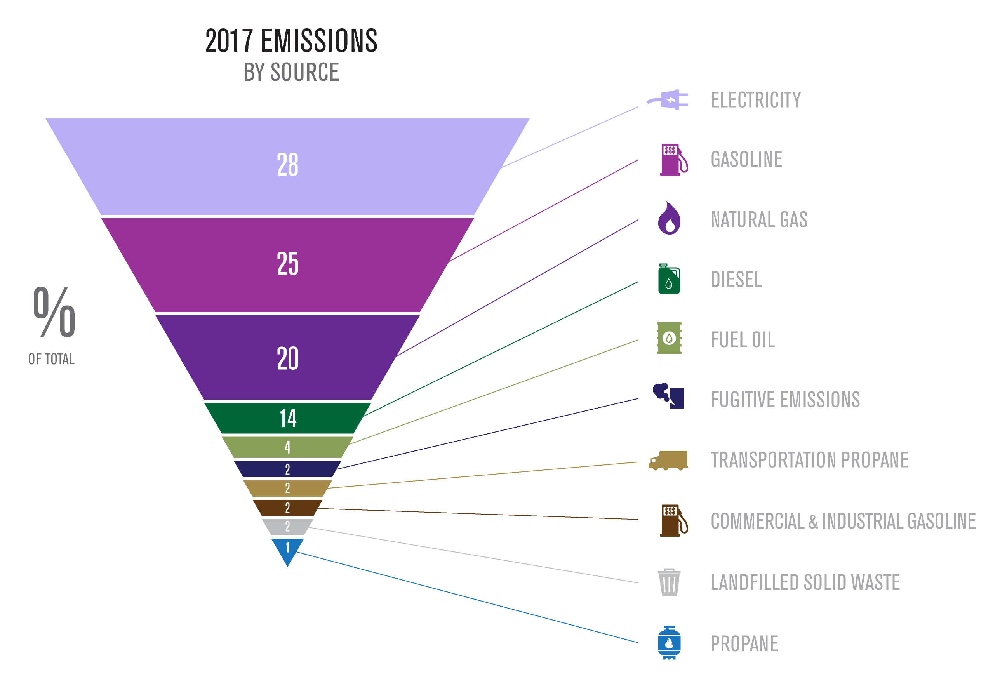 2017 EMISSIONS
BY SOURCE
%
OF TOTAL
28
25
20
14
4
2
2
2
2
1
ELECTRICITY
$$$
GASOLINE
NATURAL GAS
DIESEL
FUEL OIL
FUGITIVE EMISSIONS
TRANSPORTATION PROPANE
$$$
COMMERCIAL & INDUSTRIAL GASOLINE
LANDFILLED SOLID WASTE
PROPANE